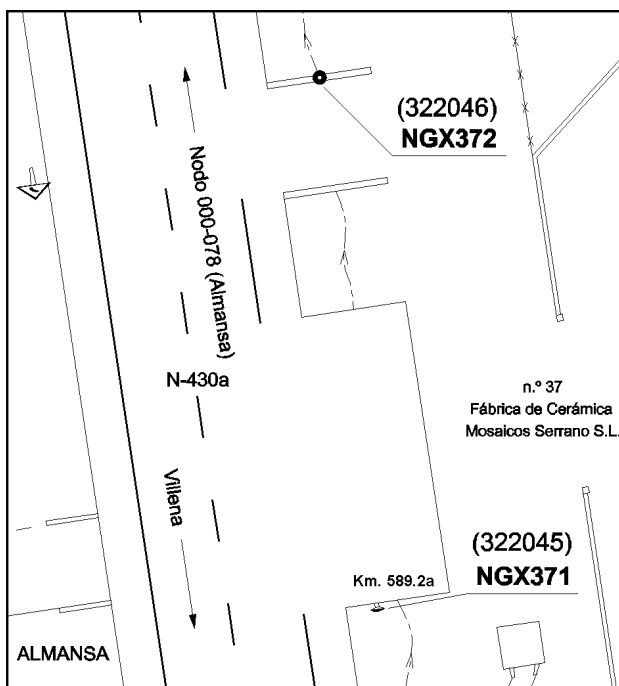 (322046)
NGX372
Nodo 000-078 (Almansa)
N-430a
n.º 37
Fábrica de Cerámica
Mosaicos Serrano S.L.
Villena
(322045)
NGX371
Km. 589.2a
ALMANSA